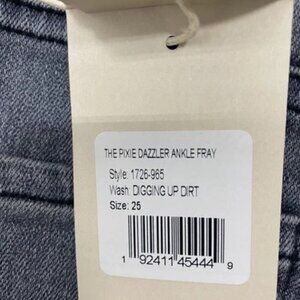 THE PIXIE DAZZLER ANKLE FRAY
Style: 1726-965
Wash: DIGGING UP DIRT
Size: 25
1 92411 45444 9